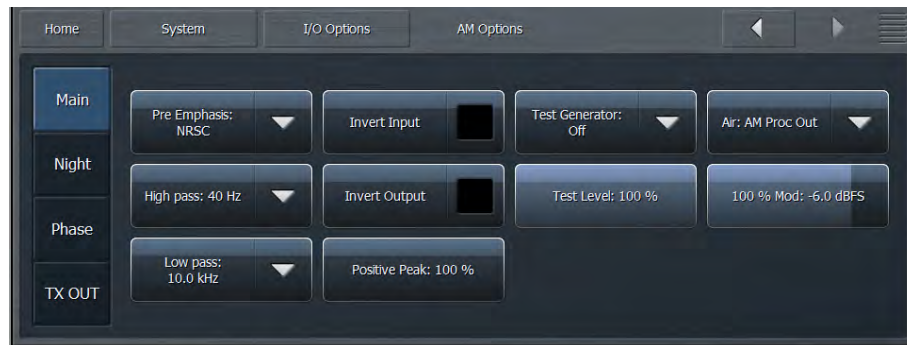 Home
System
I/O Options
AM Options
Main
Night
Phase
TX OUT
Pre Emphasis:
NRSC
Invert Input
Test Generator:
Off
Air: AM Proc Out
High pass: 40 Hz
Invert Output
Test Level: 100 %
100 % Mod: -6.0 dBFS
Low pass:
10.0 kHz
Positive Peak: 100 %